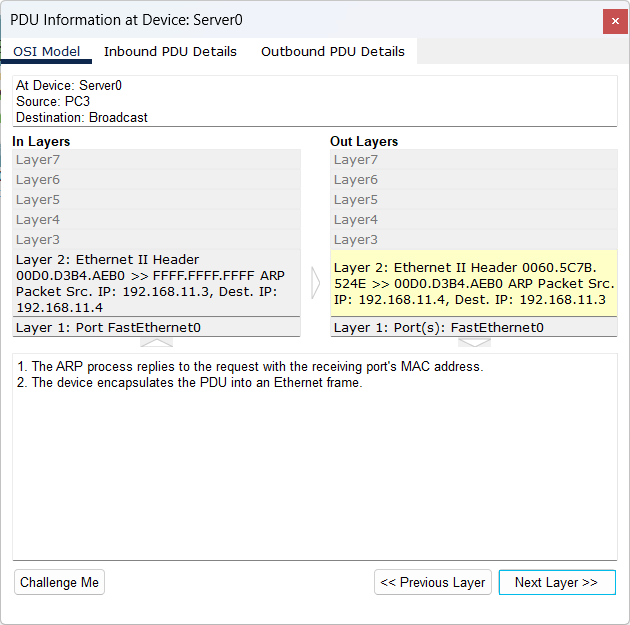 PDU Information at Device: Server0
OSI Model Inbound PDU Details Outbound PDU Details
At Device: Server0
Source: PC3
Destination: Broadcast
In Layers
Layer7
Layer6
Layer5
Layer4
Layer3
Layer 2: Ethernet II Header
00D0.D3B4.AEB0 >> FFFF.FFFF.FFFF ARP
Packet Src. IP: 192.168.11.3, Dest. IP:
192.168.11.4
Layer 1: Port FastEthernet0
Out Layers
Layer7
Layer6
Layer5
Layer4
Layer3
Layer 2: Ethernet II Header 0060.5C7B.
524E >> 00D0.D3B4.AEB0 ARP Packet Src.
IP: 192.168.11.4, Dest. IP: 192.168.11.3
Layer 1: Port(s): FastEthernet0
1. The ARP process replies to the request with the receiving port's MAC address.
2. The device encapsulates the PDU into an Ethernet frame.
Challenge Me << Previous Layer Next Layer >>